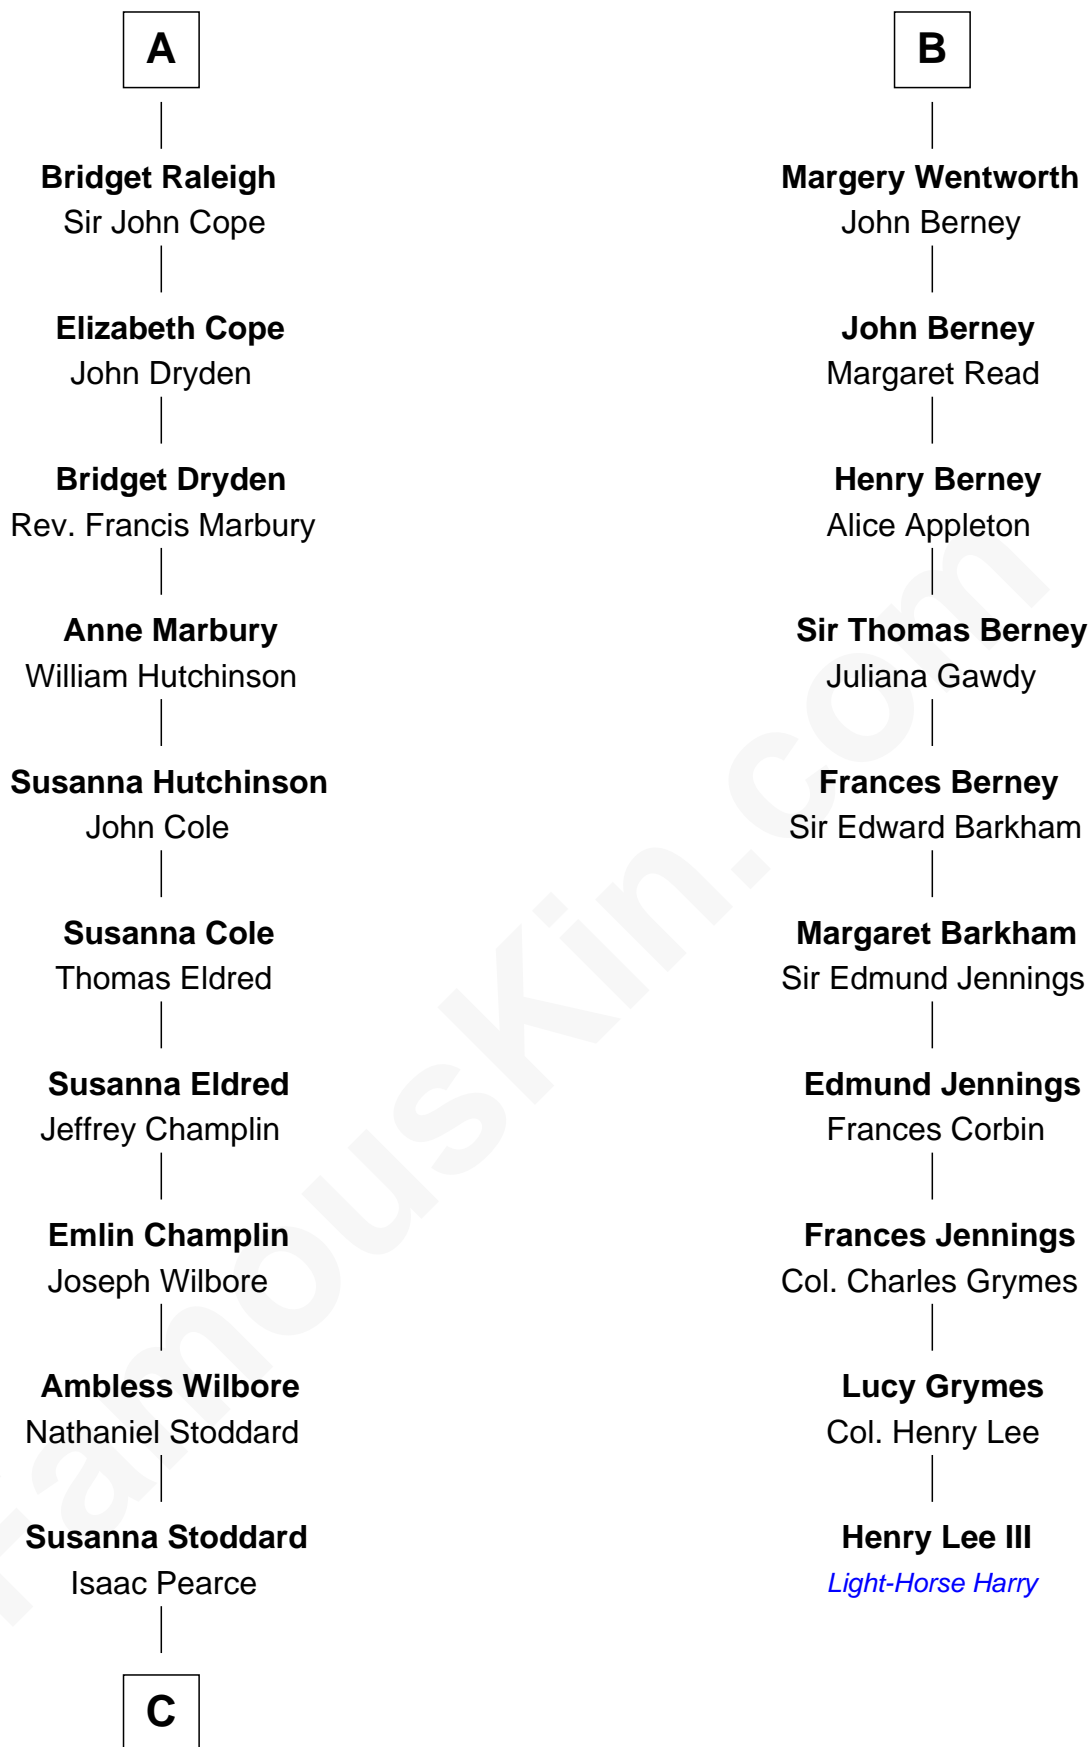 A
Bridget Raleigh
Sir John Cope
Elizabeth Cope
John Dryden
Bridget Dryden
Rev. Francis Marbury
Anne Marbury
William Hutchinson
Susanna Hutchinson
John Cole
Susanna Cole
Thomas Eldred
Susanna Eldred
Jeffrey Champlin
Emlin Champlin
Joseph Wilbore
Ambless Wilbore
Nathaniel Stoddard
Susanna Stoddard
Isaac Pearce
C
B
Margery Wentworth
John Berney
John Berney
Margaret Read
Henry Berney
Alice Appleton
Sir Thomas Berney
Juliana Gawdy
Frances Berney
Sir Edward Barkham
Margaret Barkham
Sir Edmund Jennings
Edmund Jennings
Frances Corbin
Frances Jennings
Col. Charles Grymes
Lucy Grymes
Col. Henry Lee
Henry Lee III
Light-Horse Harry
FamousKin.com